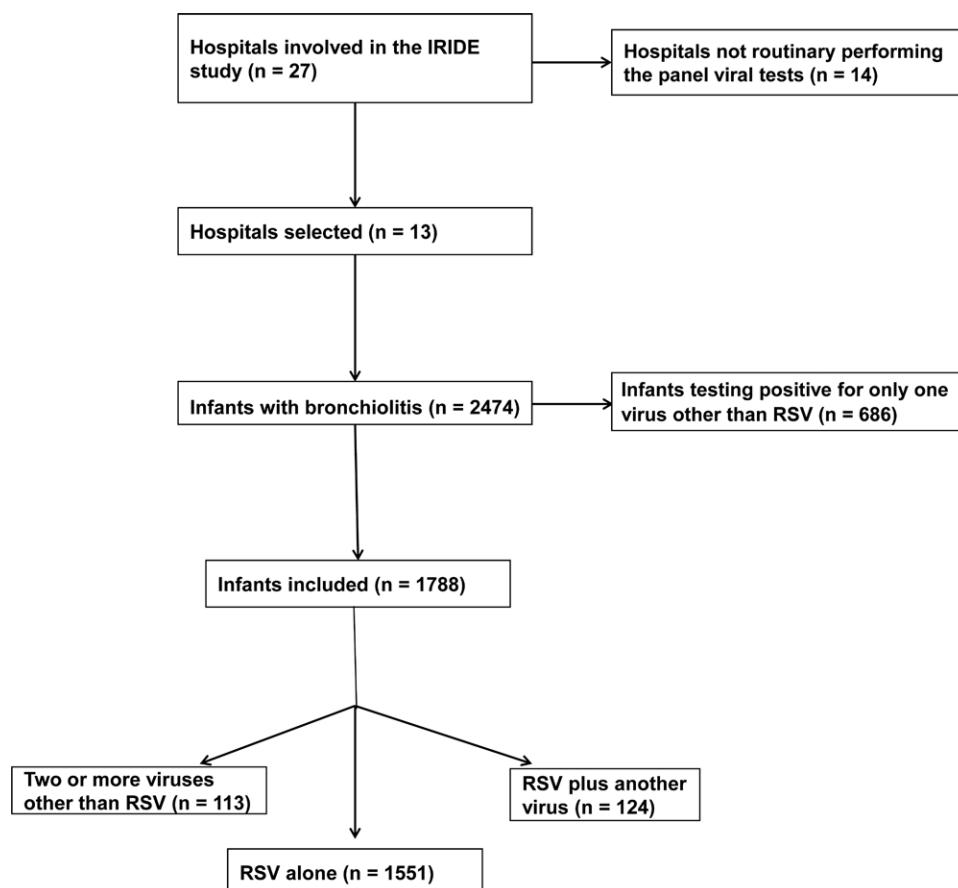 Hospitals involved in the IRIDE
study (n = 27)
Hospitals not routinary performing
the panel viral tests (n = 14)
Hospitals selected (n = 13)
Infants with bronchiolitis (n = 2474)
Infants testing positive for only one
virus other than RSV (n = 686)
Infants included (n = 1788)
Two or more viruses
other than RSV (n = 113)
RSV plus another
virus (n = 124)
RSV alone (n = 1551)